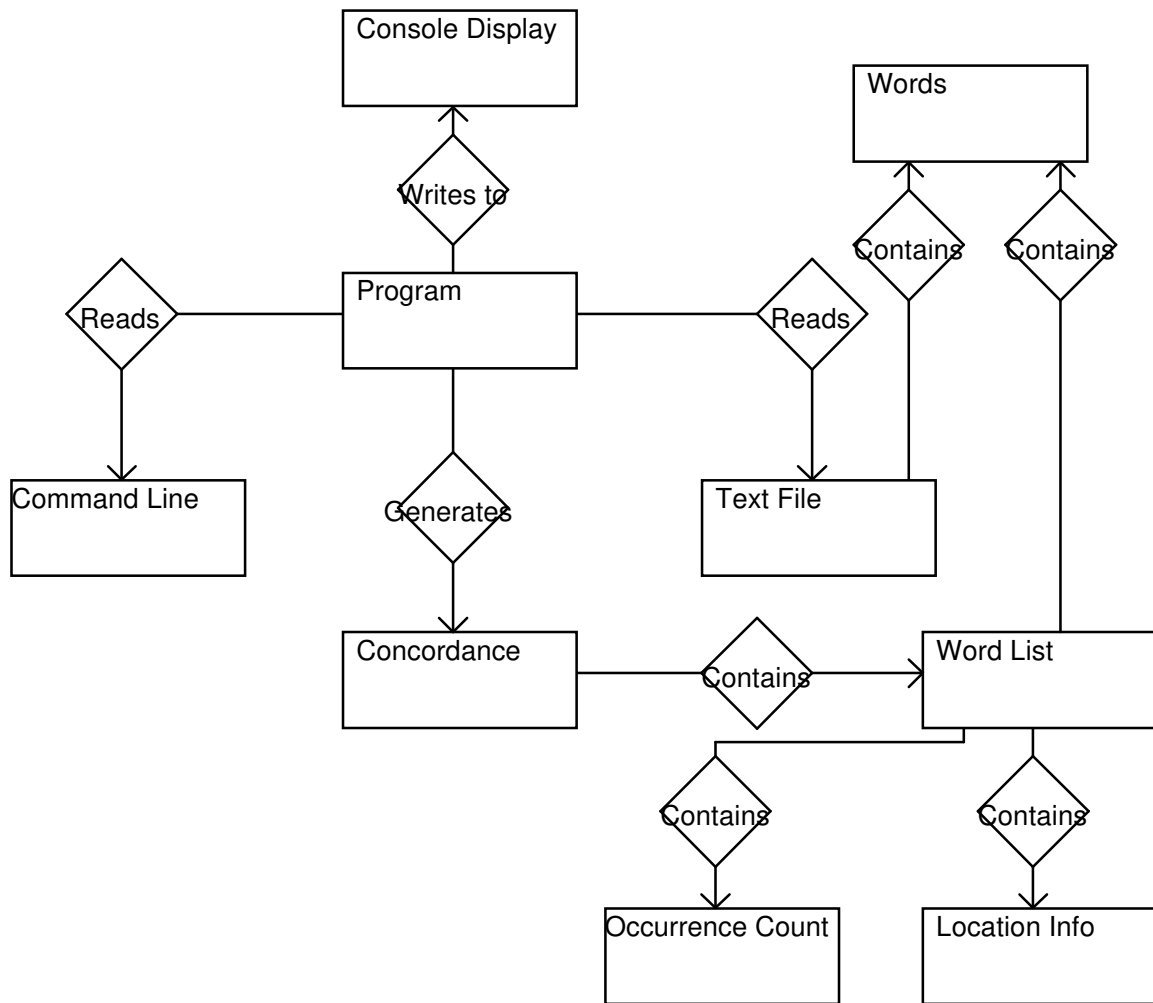 Console Display
Words
Writes to
Contains
Contains
Program
Reads
Reads
Command Line
Generates
Text File
Concordance
Contains
Word List
Contains
Contains
Occurrence Count
Location Info